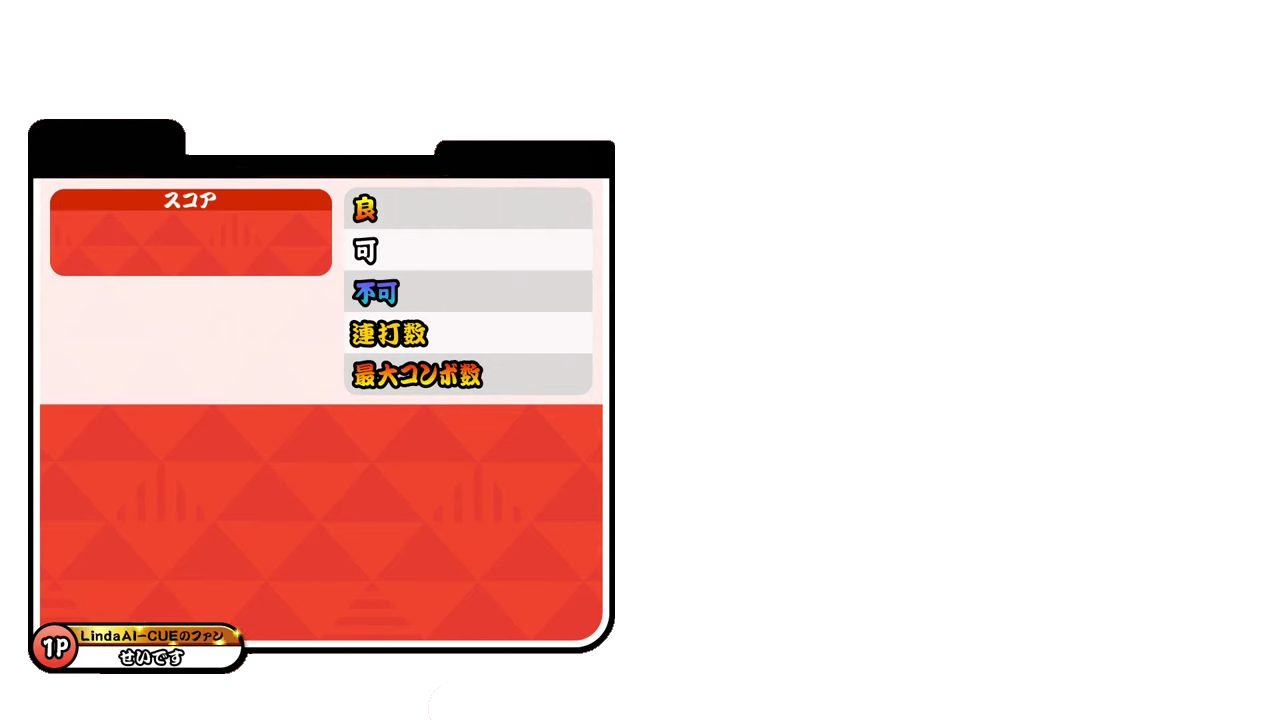 スコア
良
可
不可
連打数
最大コンボ数
1P
LindaAI-CUEのファン
せいです